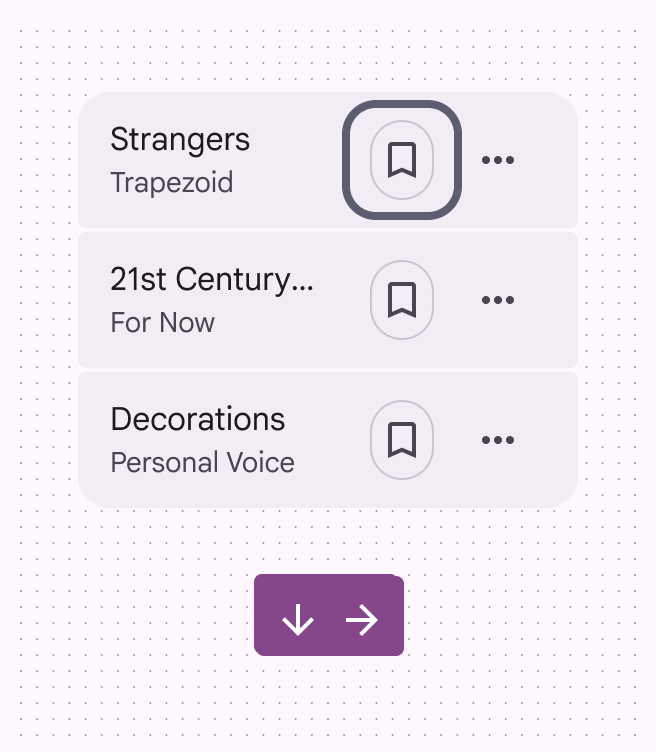 Strangers
Trapezoid
21st Century...
For Now
Decorations
Personal Voice